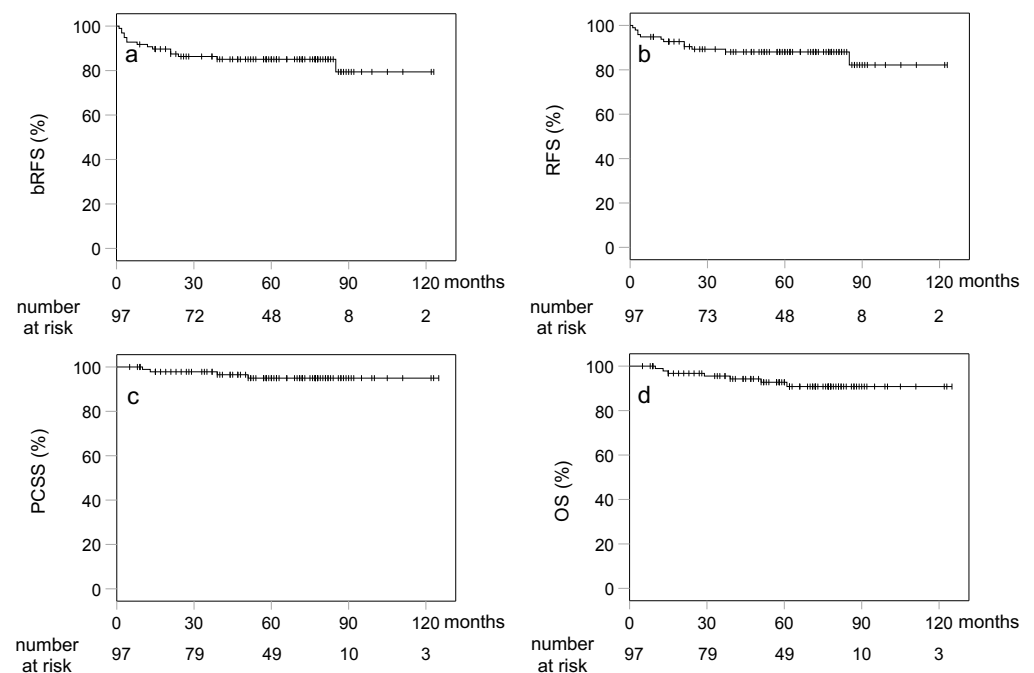 100
80
60
40
20
0
bRFS (%)
a
0 30 60 90 120 months
number
at risk
97 72 48 8 2
100
80
60
40
20
0
RFS (%)
b
0 30 60 90 120 months
number
at risk
97 73 48 8 2
100
80
60
40
20
0
PCSS (%)
c
0 30 60 90 120 months
number
at risk
97 79 49 10 3
100
80
60
40
20
0
OS (%)
d
0 30 60 90 120 months
number
at risk
97 79 49 10 3